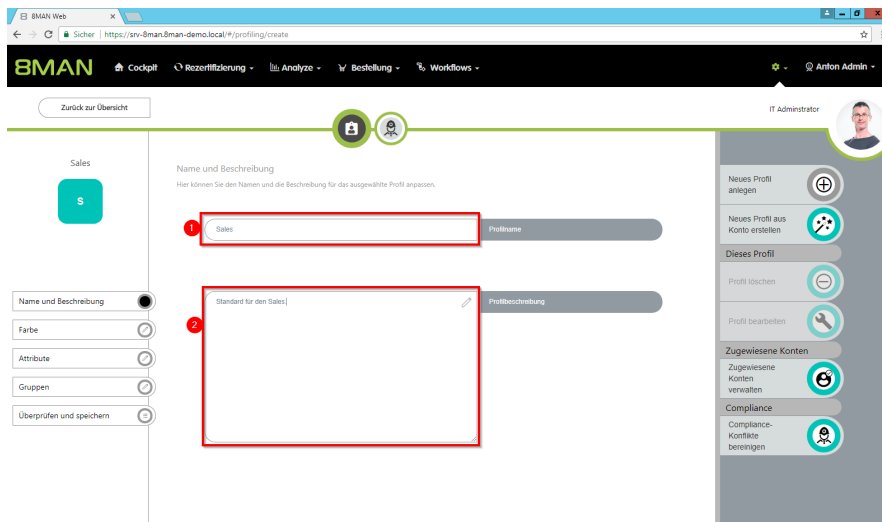 8MAN Web
Sicher | https://srv-8man.8man-demo.local/#/profiling/create
8MAN Cockpit Rezertifizierung Analyze Bestellung Workflows Anton Admin
Zurück zur Übersicht
IT Adminstrator
Sales
S
Name und Beschreibung
Hier können Sie den Namen und die Beschreibung für das ausgewählte Profil anpassen.
1
Sales
Profilname
2
Standard für den Sales
Profilbeschreibung
Name und Beschreibung
Farbe
Attribute
Gruppen
Überprüfen und speichern
Neues Profil
anlegen
Neues Profil aus
Konto erstellen
Dieses Profil
Profil löschen
Profil bearbeiten
Zugewiesene Konten
Zugewiesene
Konten
verwalten
Compliance
Compliance-
Konflikte
bereinigen